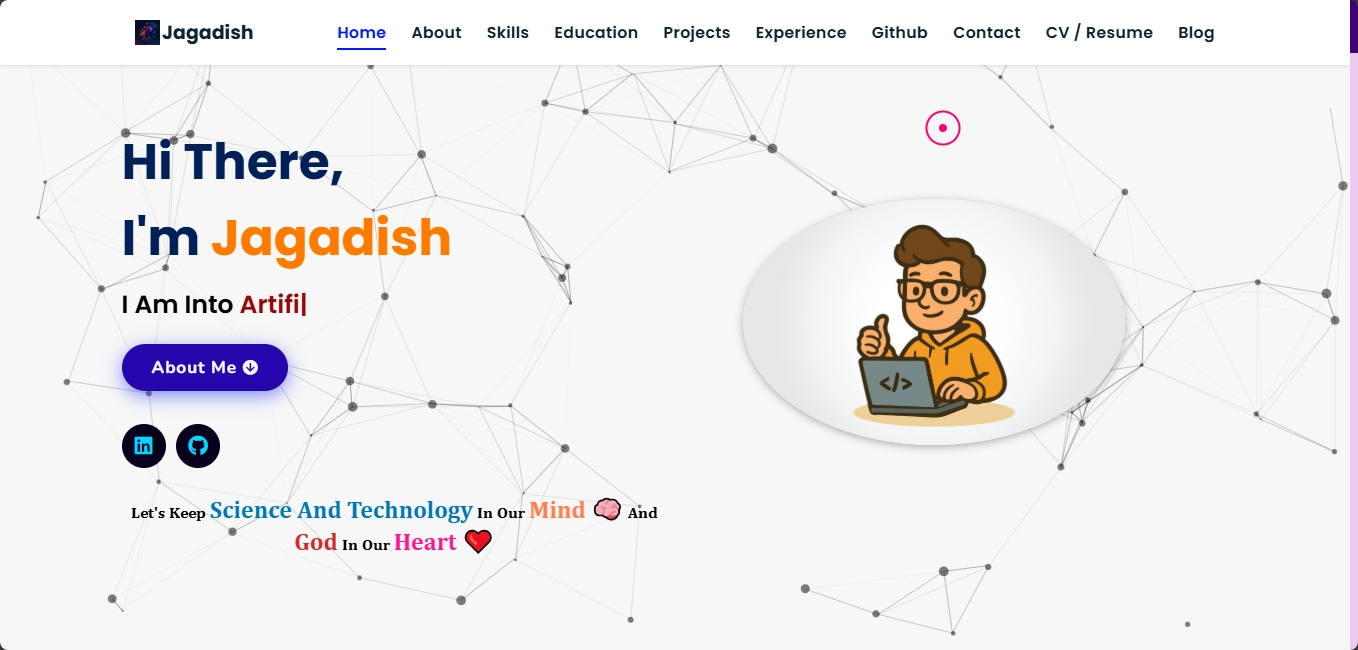 Jagadish
Home About Skills Education Projects Experience Github Contact CV / Resume Blog
Hi There,
I'm Jagadish
I Am Into Artifi|
About Me
in
</>
Let's Keep Science And Technology In Our Mind 🧠 And
God In Our Heart ❤️